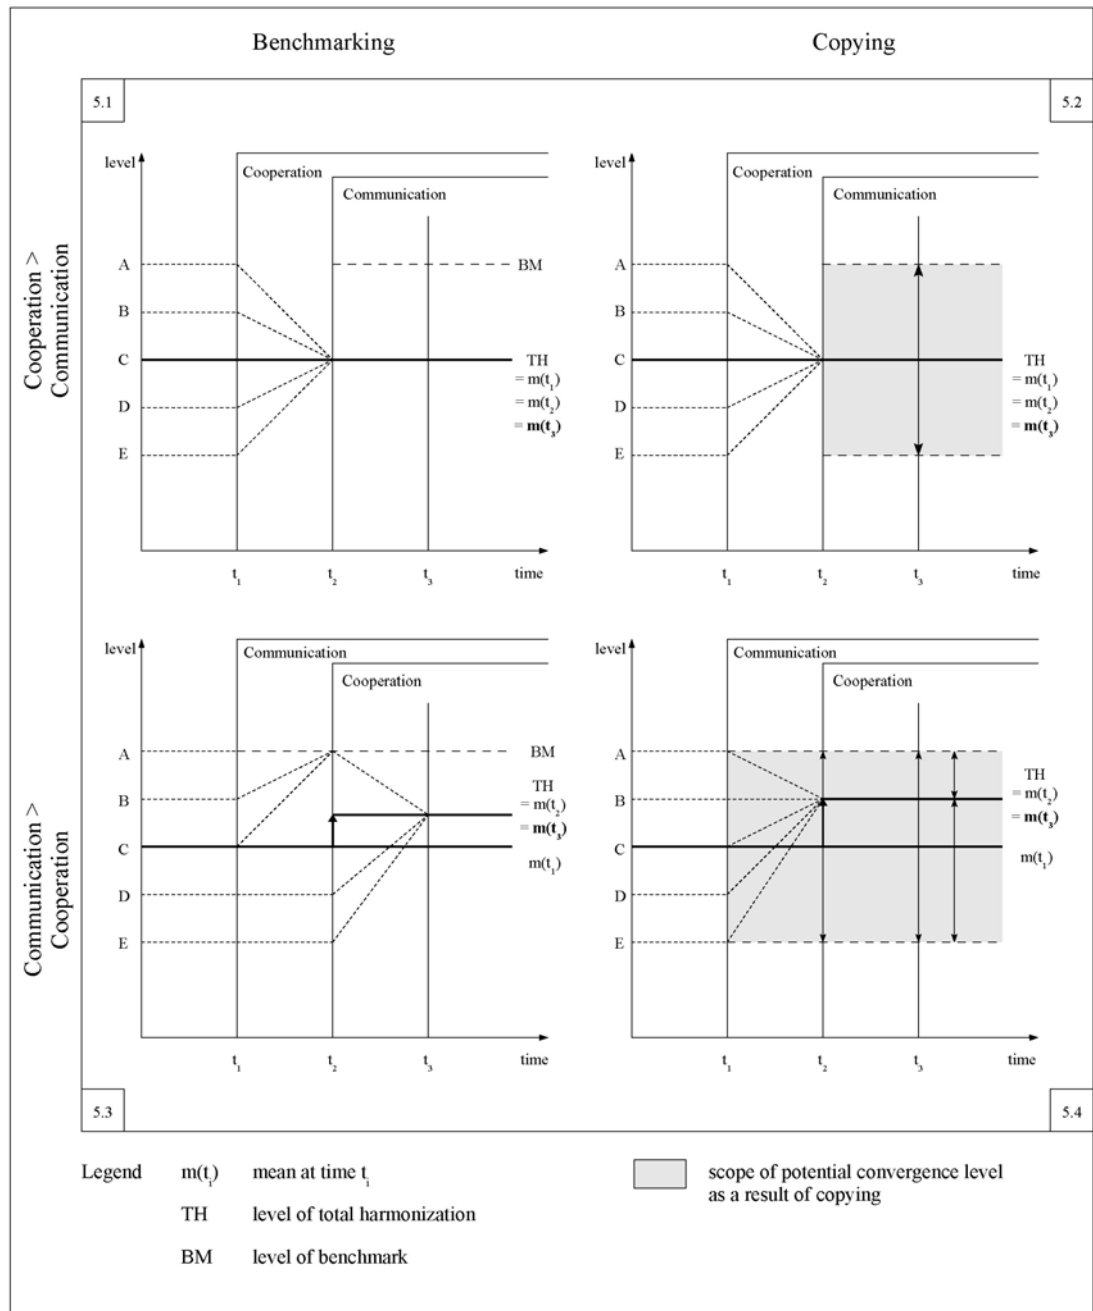 Benchmarking
Copying
5.1
5.2
Cooperation >
Communication
level
Cooperation
Communication
A
B
C
D
E
BM
TH
= m(t1)
= m(t2)
= m(t3)
t1
t2
t3
time
level
Cooperation
Communication
A
B
C
D
E
TH
= m(t1)
= m(t2)
= m(t3)
t1
t2
t3
time
Communication >
Cooperation
level
Communication
Cooperation
A
B
C
D
E
BM
TH
= m(t2)
= m(t3)
m(t1)
t1
t2
t3
time
level
Communication
Cooperation
A
B
C
D
E
TH
= m(t2)
= m(t3)
m(t1)
t1
t2
t3
time
5.3
5.4
Legend
m(ti) mean at time ti
TH level of total harmonization
BM level of benchmark
scope of potential convergence level
as a result of copying